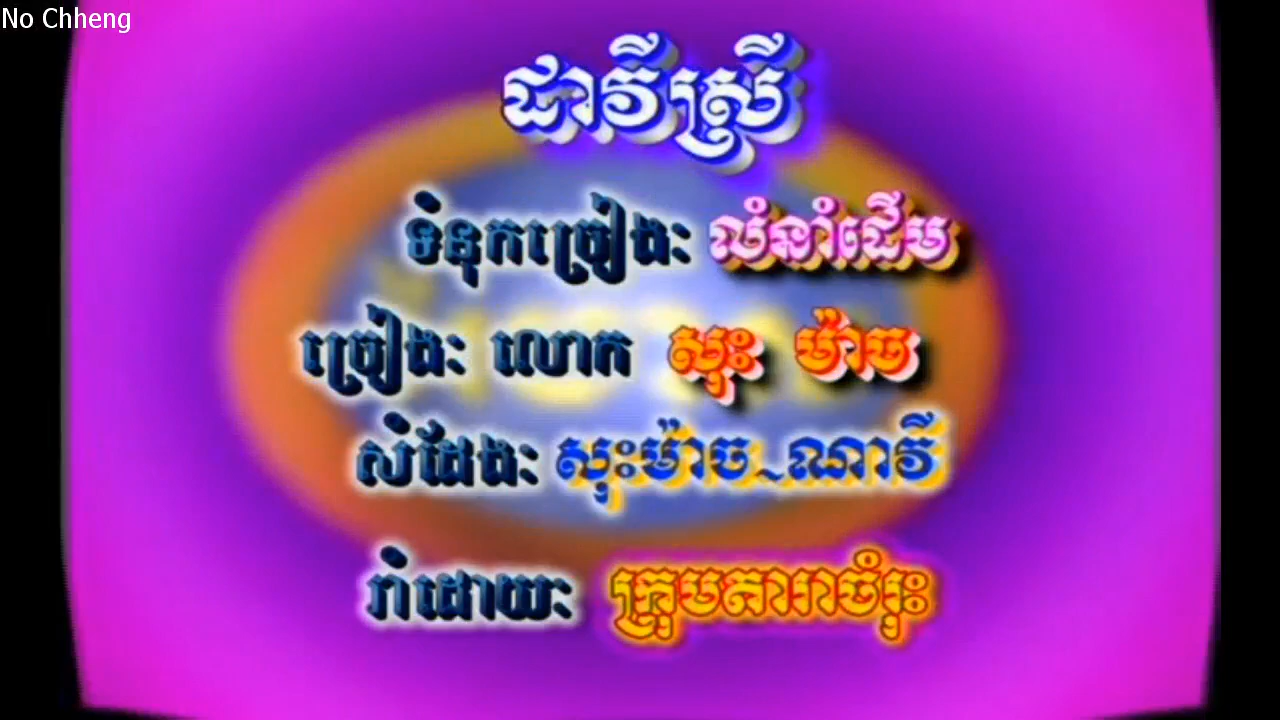 No Chheng
ដាវីស្រី
ទំនុកច្រៀងៈ លំនាំដើម
ច្រៀងៈ លោក ស៊ុះ ម៉ាច
សំដែងៈ ស៊ុះម៉ាច~ណាវី
រាំដោយៈ ក្រុមតារាចំរុះ